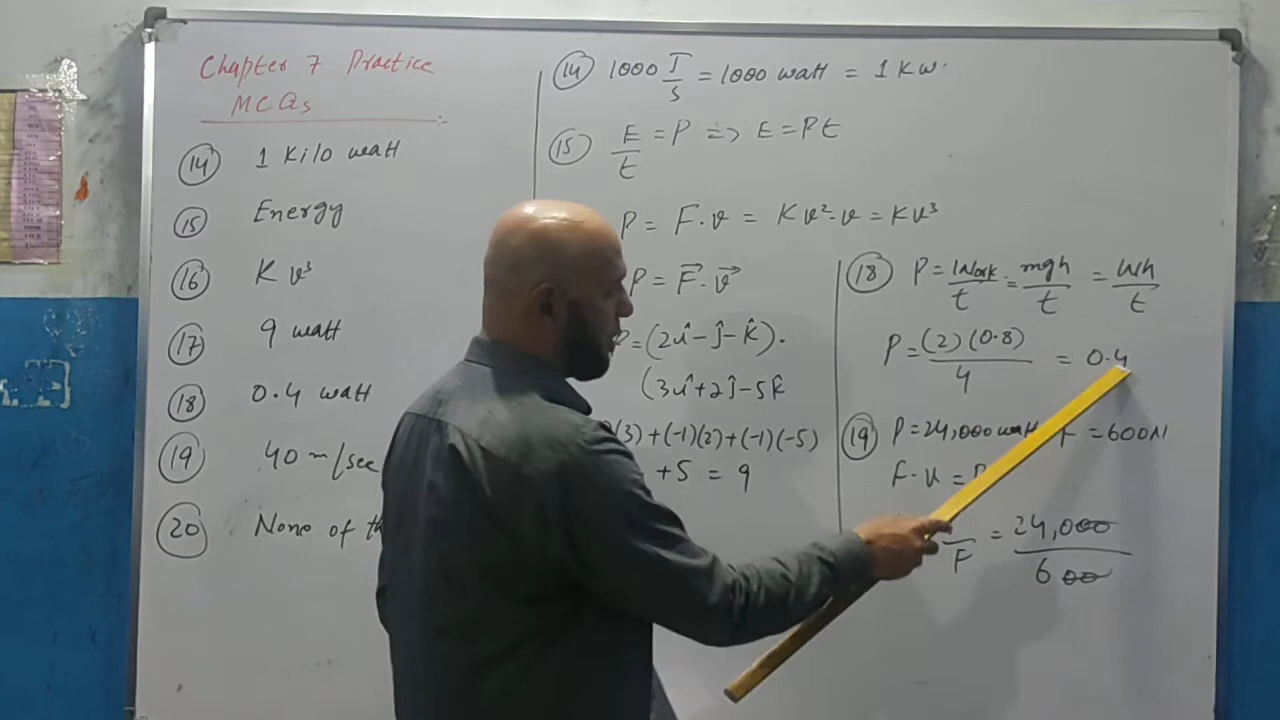 Chapter 7 Practice
MCQs
(14) 1 Kilo watt
(15) Energy
(16) K v³
(17) 9 watt
(18) 0.4 watt
(19) 40 m/sec
(20) None of th
(14) 1000 J/s = 1000 watt = 1 KW.
(15) E/t = P => E = Pt
P = F.v = Kv².v = Kv³
P = F⃗.v⃗
P = (2î-ĵ-k̂).
(3î+2ĵ-5k̂
(3)+(-1)(2)+(-1)(-5)
+5 = 9
(18) P = Work/t = mgh/t = wh/t
P = (2)(0.8)/4 = 0.4
(19) P = 24,000 watt F = 600N
F.v =
/F = 24,000/600